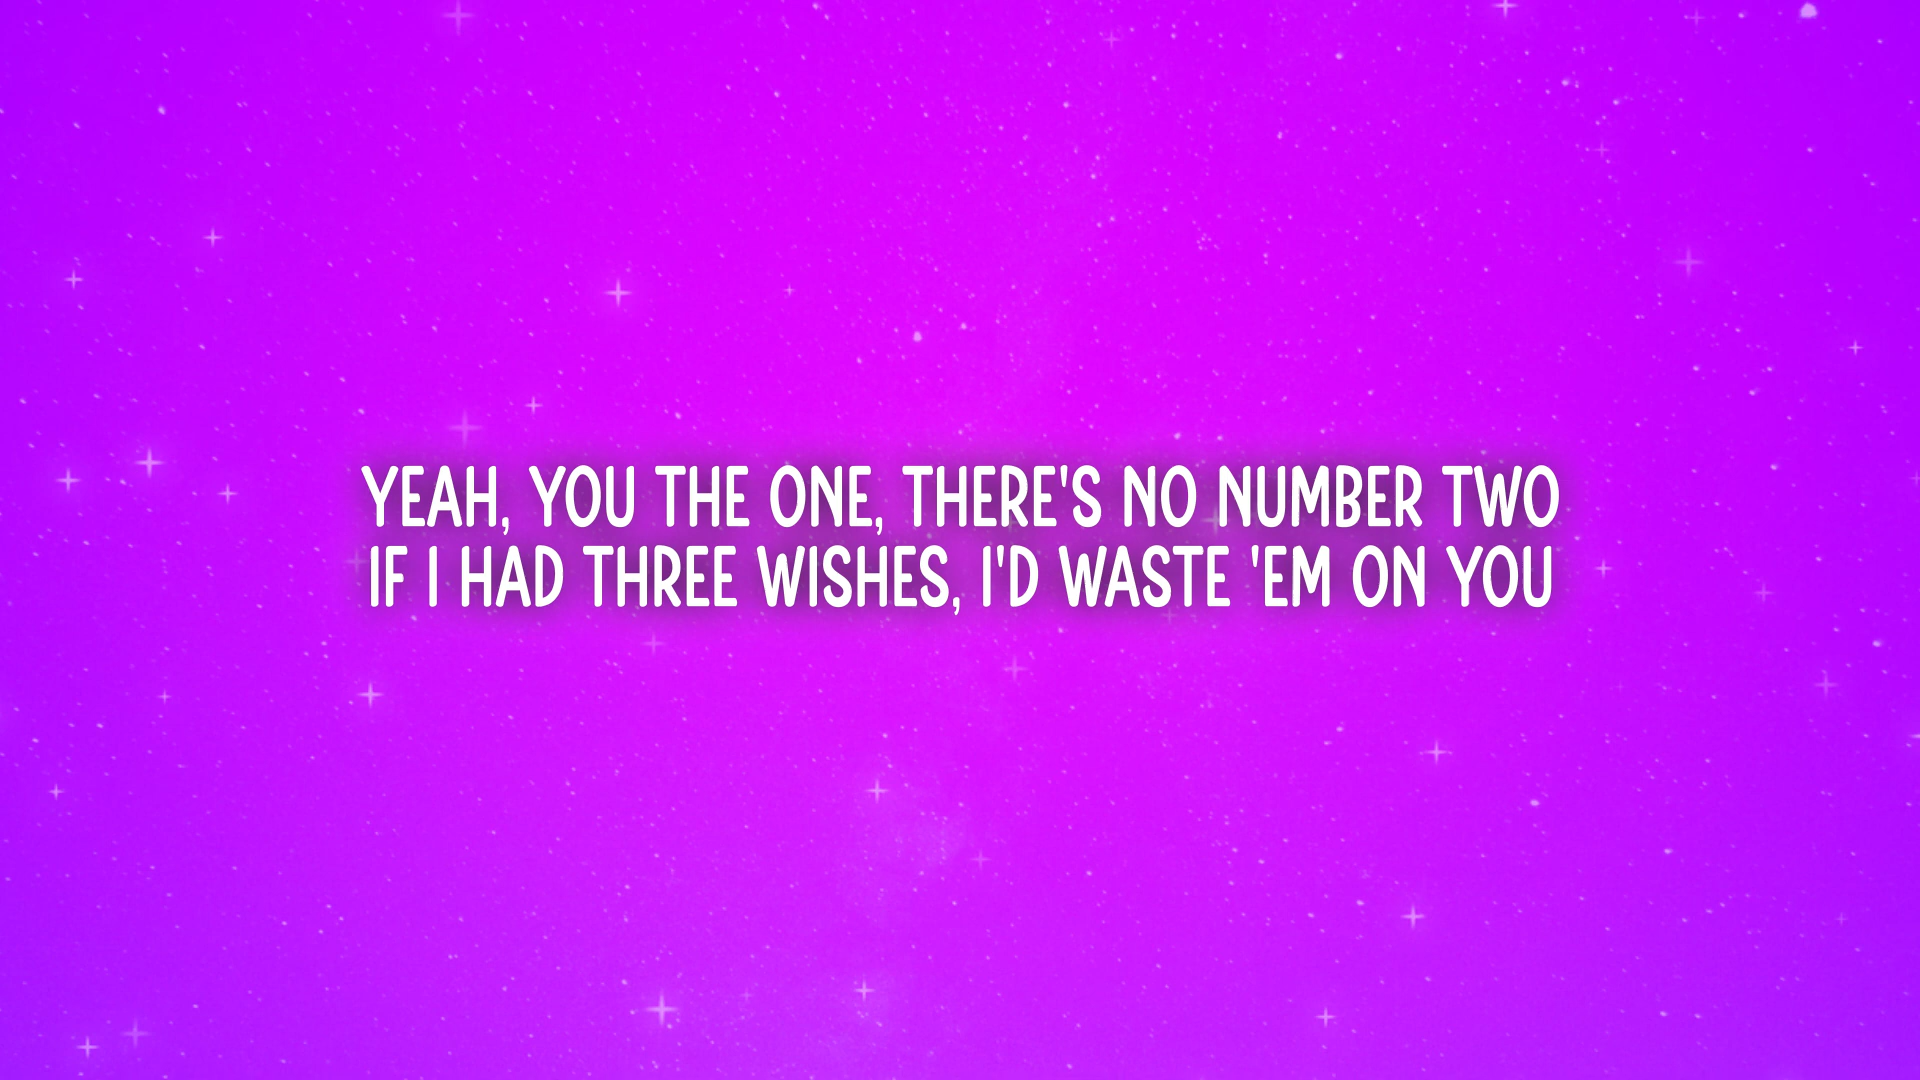 YEAH, YOU THE ONE, THERE'S NO NUMBER TWO
IF I HAD THREE WISHES, I'D WASTE 'EM ON YOU